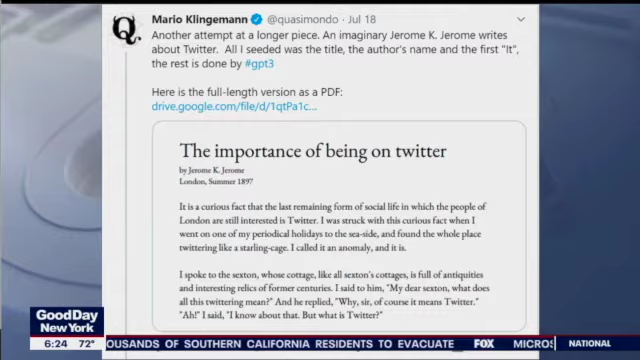 Mario Klingemann @quasimondo · Jul 18
Another attempt at a longer piece. An imaginary Jerome K. Jerome writes
about Twitter. All I seeded was the title, the author's name and the first "It",
the rest is done by #gpt3
Here is the full-length version as a PDF:
drive.google.com/file/d/1qtPa1c...
The importance of being on twitter
by Jerome K. Jerome
London, Summer 1897
It is a curious fact that the last remaining form of social life in which the people of
London are still interested is Twitter. I was struck with this curious fact when I
went on one of my periodical holidays to the sea-side, and found the whole place
twittering like a starling-cage. I called it an anomaly, and it is.
I spoke to the sexton, whose cottage, like all sexton's cottages, is full of antiquities
and interesting relics of former centuries. I said to him, "My dear sexton, what does
all this twittering mean?" And he replied, "Why, sir, of course it means Twitter."
"Ah!" I said, "I know about that. But what is Twitter?"
GoodDay
New York
6:24 72° OUSANDS OF SOUTHERN CALIFORNIA RESIDENTS TO EVACUATE FOX MICROS NATIONAL